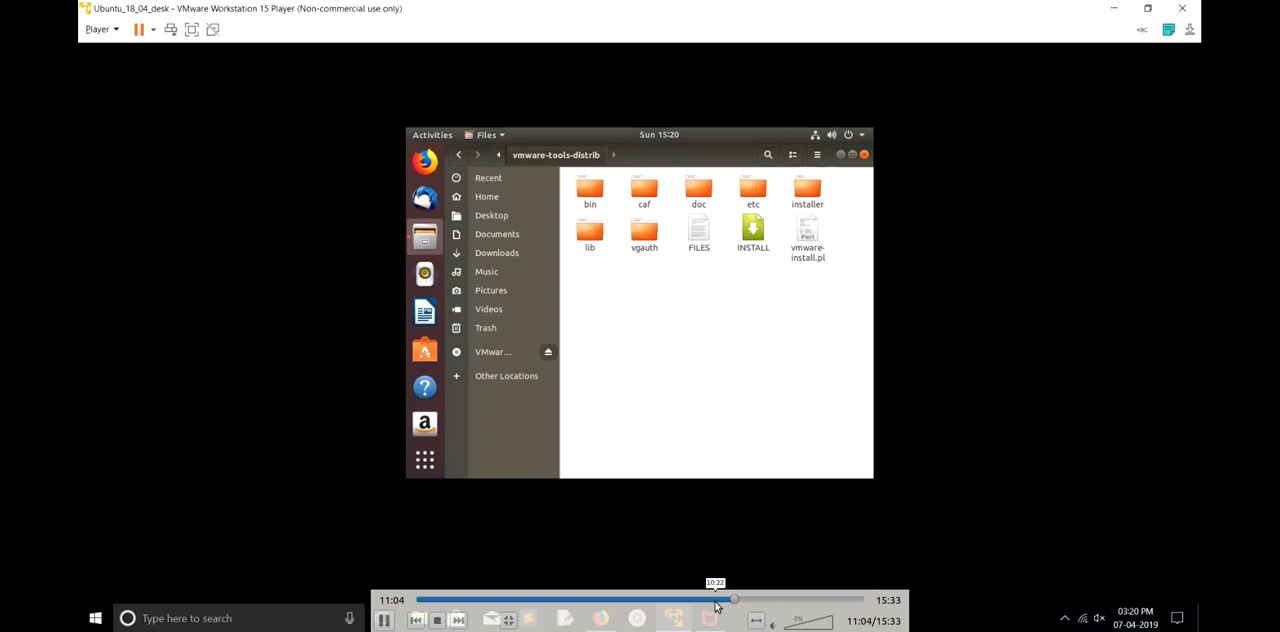 Ubuntu_18_04_desk - VMware Workstation 15 Player (Non-commercial use only)
Player
Activities Files Sun 15:20
vmware-tools-distrib
Recent
Home
Desktop
Documents
Downloads
Music
Pictures
Videos
Trash
VMwar...
Other Locations
bin caf doc etc installer
lib vgauth FILES INSTALL vmware-
install.pl
Perl
10:22
11:04 15:33
11:04/15:33
0%
Type here to search
03:20 PM
07-04-2019